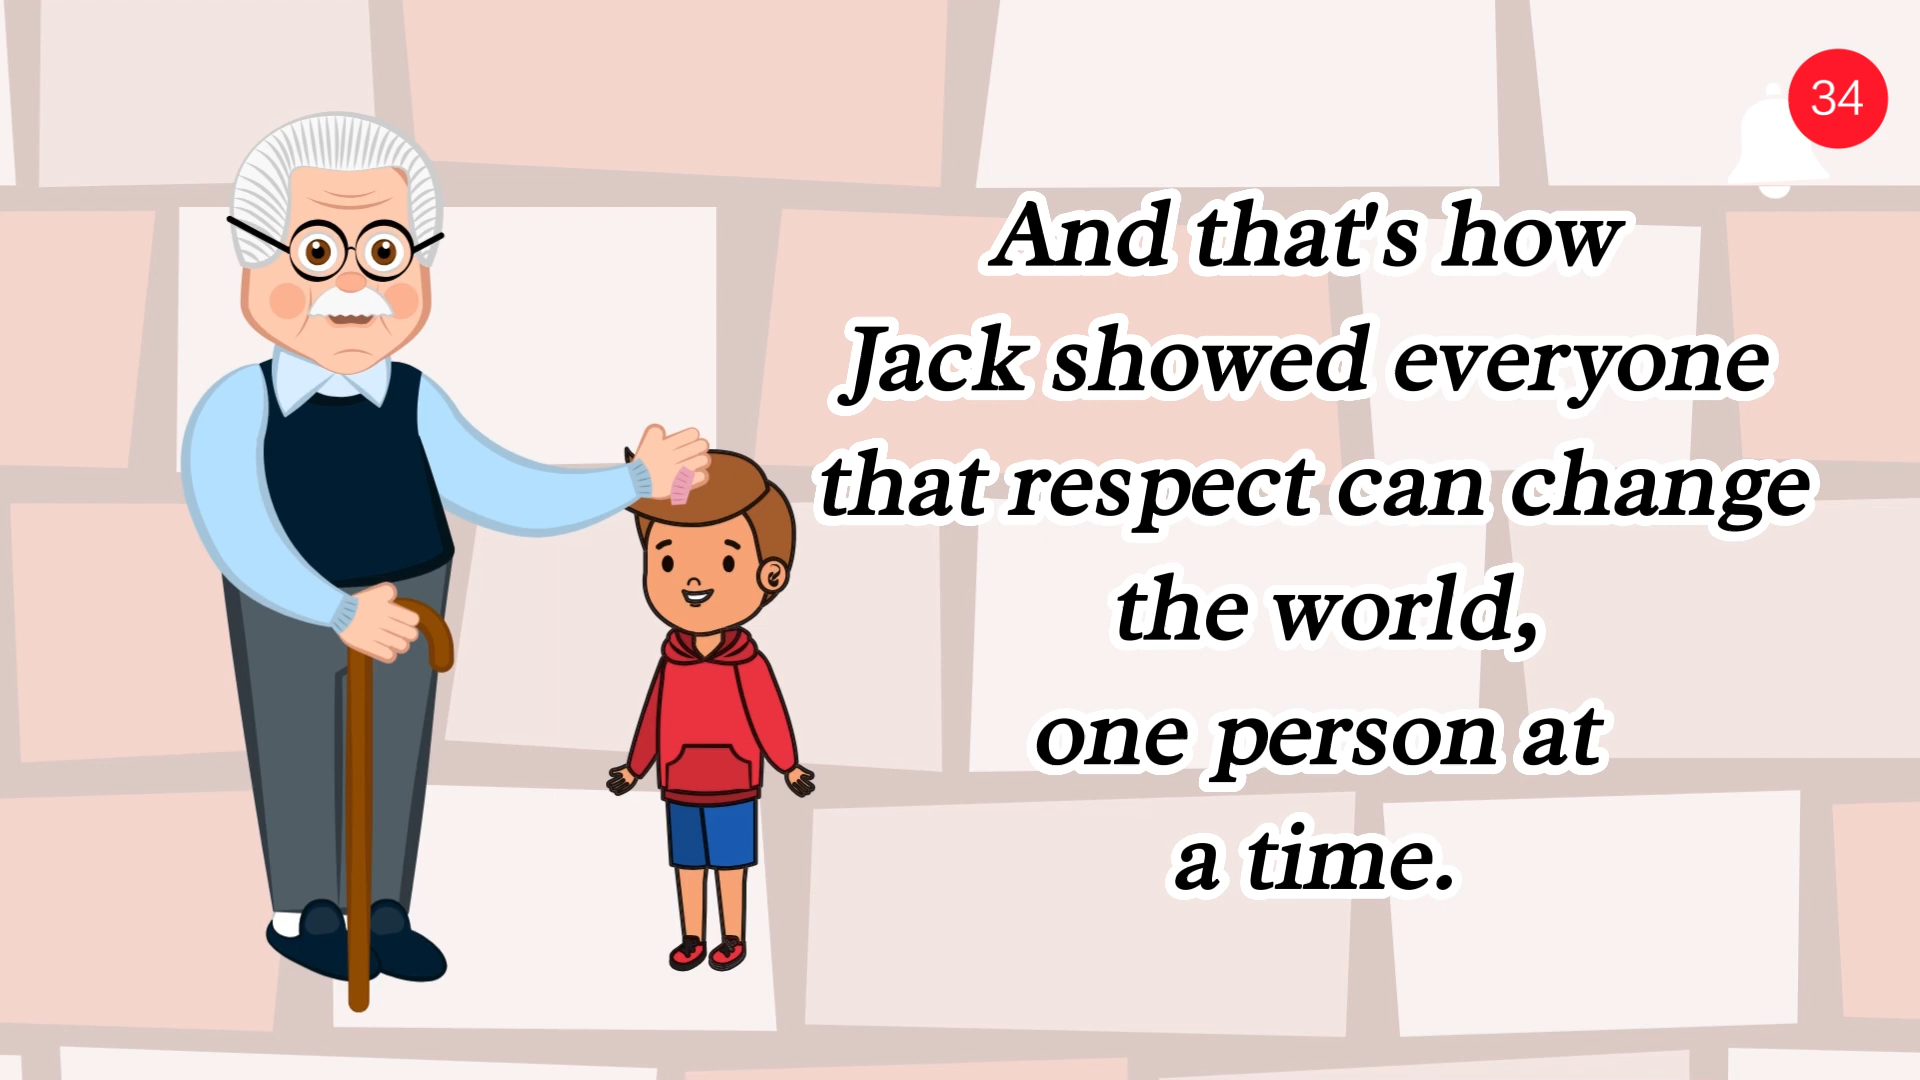 34
And that's how
Jack showed everyone
that respect can change
the world,
one person at
a time.